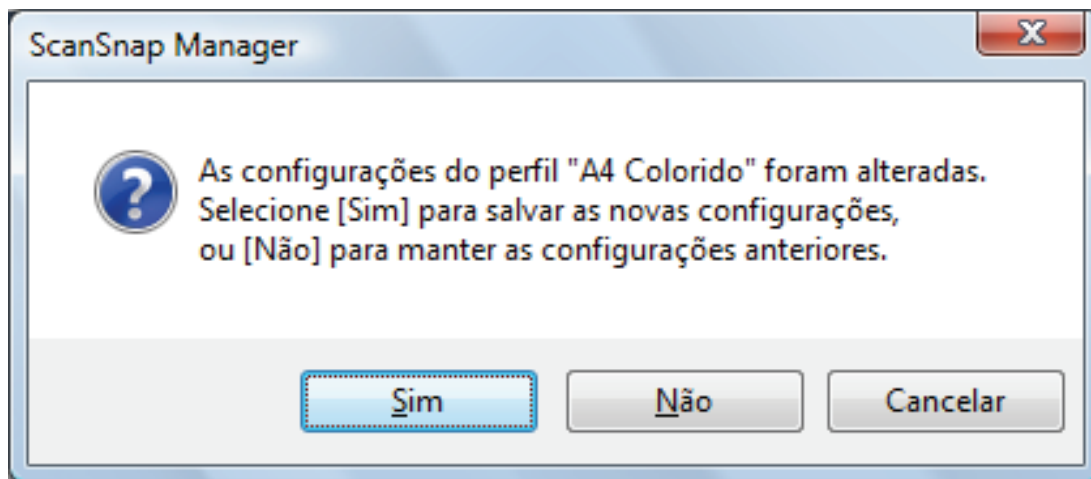 ScanSnap Manager
As configurações do perfil "A4 Colorido" foram alteradas.
Selecione [Sim] para salvar as novas configurações,
ou [Não] para manter as configurações anteriores.
Sim
Não
Cancelar